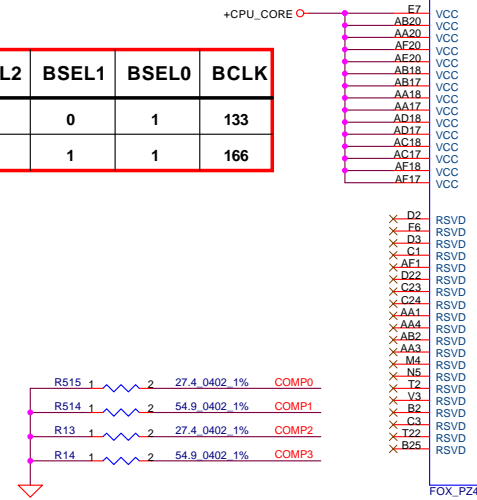 +CPU_CORE
E7 VCC
AB20 VCC
AA20 VCC
AF20 VCC
AE20 VCC
AB18 VCC
AB17 VCC
AA18 VCC
AA17 VCC
AD18 VCC
AD17 VCC
AC18 VCC
AC17 VCC
AF18 VCC
AF17 VCC
L2 BSEL1 BSEL0 BCLK
0 1 133
1 1 166
D2 RSVD
F6 RSVD
D3 RSVD
C1 RSVD
AF1 RSVD
D22 RSVD
C23 RSVD
C24 RSVD
AA1 RSVD
AA4 RSVD
AB2 RSVD
AA3 RSVD
M4 RSVD
N5 RSVD
T2 RSVD
V3 RSVD
B2 RSVD
C3 RSVD
T22 RSVD
B25 RSVD
R515 1 2 27.4_0402_1% COMP0
R514 1 2 54.9_0402_1% COMP1
R13 1 2 27.4_0402_1% COMP2
R14 1 2 54.9_0402_1% COMP3
FOX_PZ4